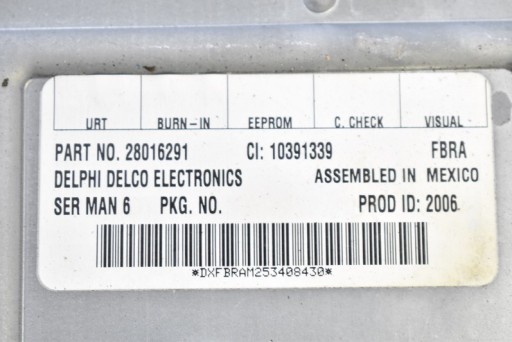 URT BURN-IN EEPROM C. CHECK VISUAL
PART NO. 28016291 CI: 10391339 FBRA
DELPHI DELCO ELECTRONICS ASSEMBLED IN MEXICO
SER MAN 6 PKG. NO. PROD ID: 2006
*DXFBRAM253408430*